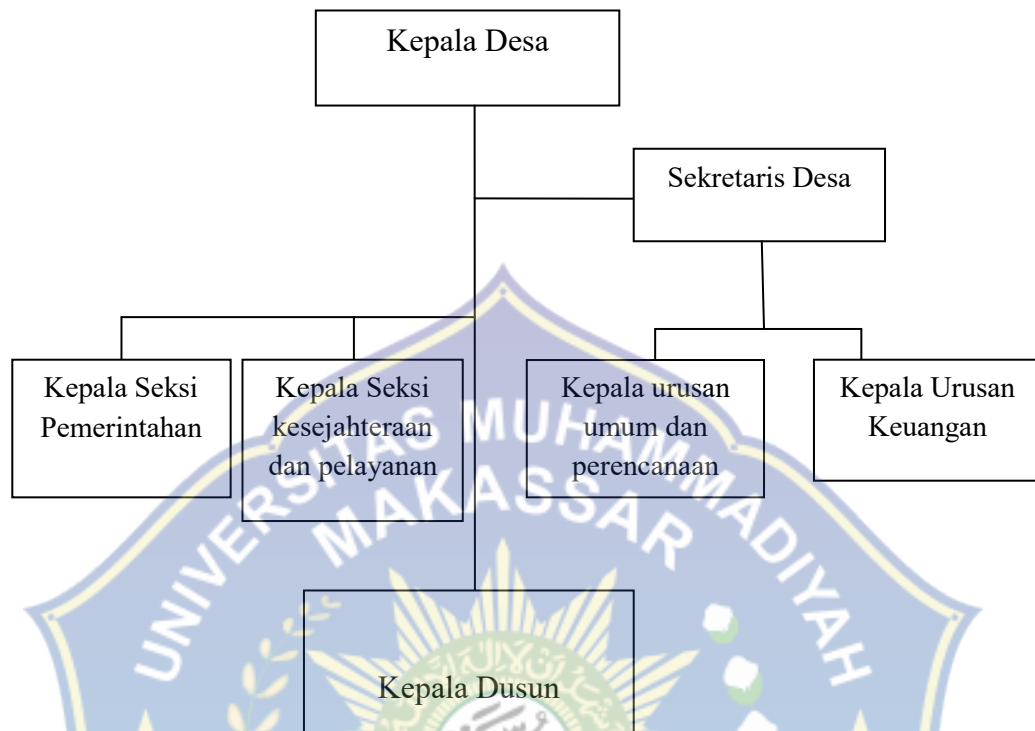 Kepala Desa
Sekretaris Desa
Kepala Seksi
Pemerintahan
Kepala Seksi
kesejahteraan
dan pelayanan
Kepala urusan
umum dan
perencanaan
Kepala Urusan
Keuangan
UNIVERSITAS MUHAMMADIYAH
MAKASSAR
Kepala Dusun